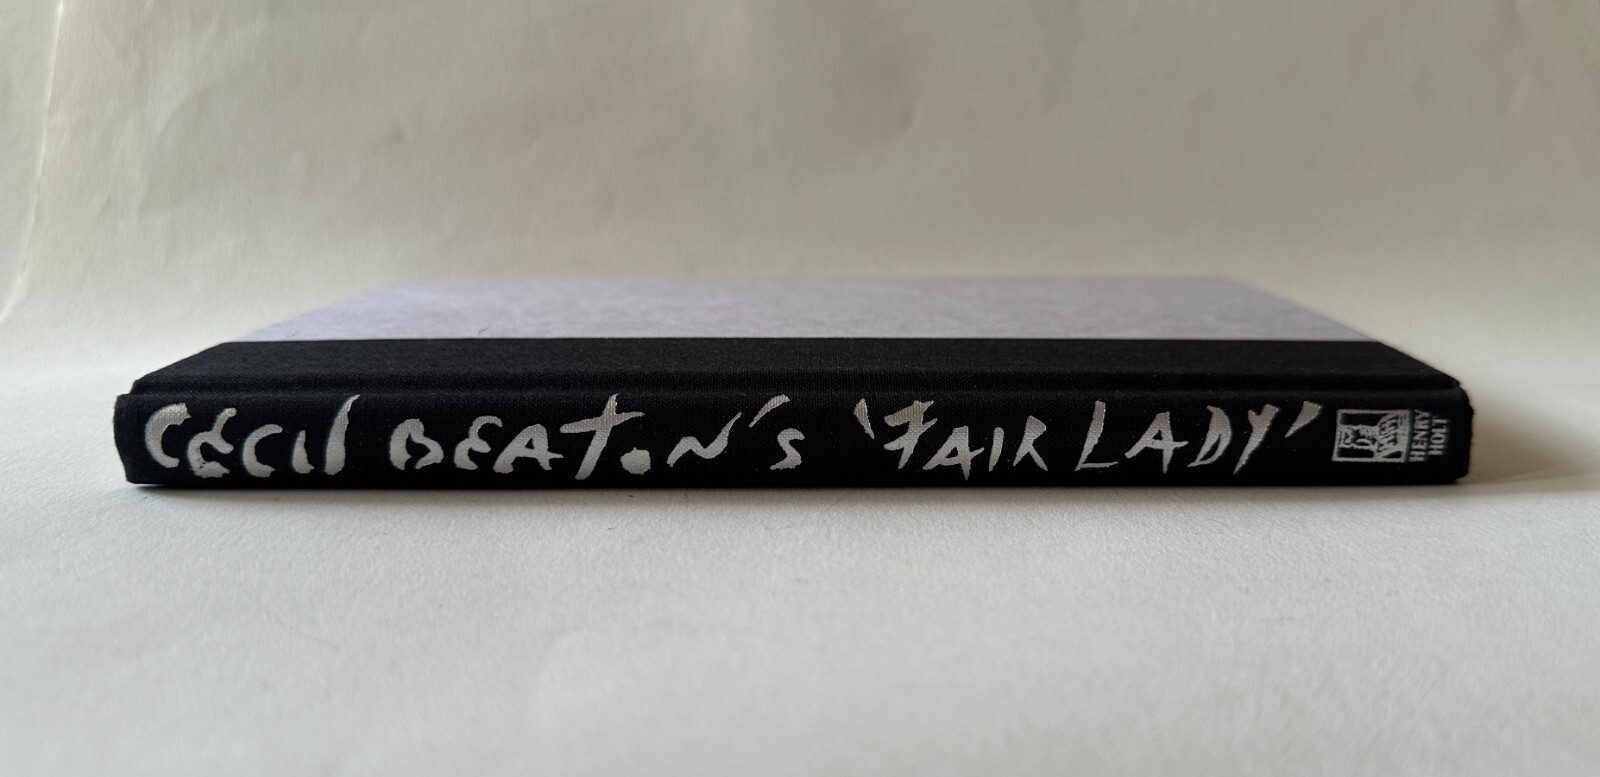 CECIL BEATON'S 'FAIR LADY'
HENRY
HOLT